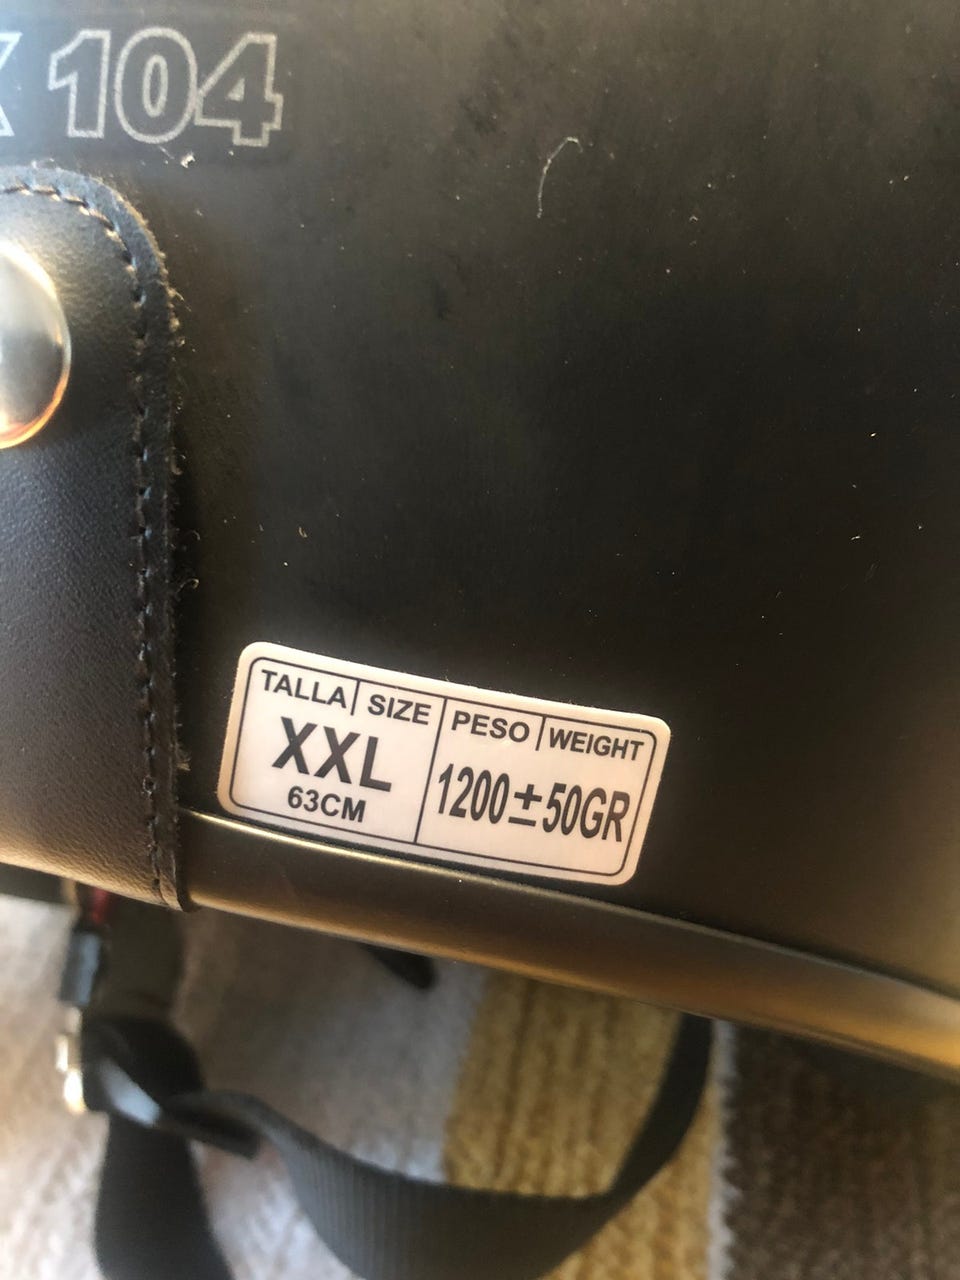 104
TALLA | SIZE
XXL
63CM
PESO | WEIGHT
1200±50GR